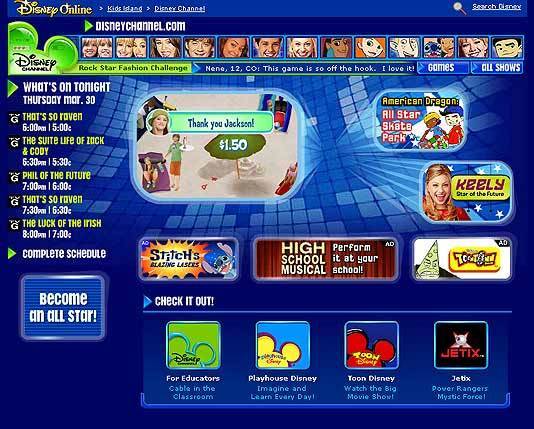 Disney Online
Kids Island
Disney Channel
Search Disney
DISNEYCHANNEL.COM
Disney
CHANNEL
Rock Star Fashion Challenge
Nene, 12, CO: This game is so off the hook. I love it!
GAMES
ALL SHOWS
WHAT'S ON TONIGHT
THURSDAY MAR. 30
THAT'S SO RAVEN
6:00PM | 5:00C
THE SUITE LIFE OF ZACK
& CODY
6:30PM | 5:30C
PHIL OF THE FUTURE
7:00PM | 6:00C
THAT'S SO RAVEN
7:30PM | 6:30C
THE LUCK OF THE IRISH
8:00PM | 7:00C
COMPLETE SCHEDULE
Become
an all star!
Thank you Jackson!
$1.50
American Dragon:
All Star
Skate
Park
KEELY
Star of the Future
AD
STITCH'S
BLAZING LASERS
HIGH
SCHOOL
MUSICAL
Perform
it at your
school!
AD
AD
TOONTOWN
CHECK IT OUT!
Disney
CHANNEL
For Educators
Cable in the
Classroom
Playhouse
Disney
Playhouse Disney
Imagine and
Learn Every Day!
TOON
DISNEY
Toon Disney
Watch the Big
Movie Show!
JETIX
Jetix
Power Rangers
Mystic Force!